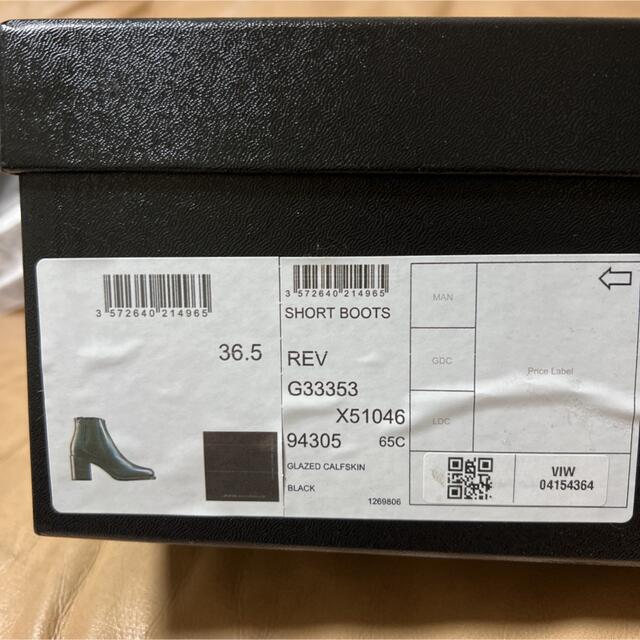 3 572640 214965
36.5
3 572640 214965
SHORT BOOTS
REV
G33353
X51046
94305 65C
GLAZED CALFSKIN
BLACK
1269806
MAN
GDC
LDC
Price Label
VIW
04154364